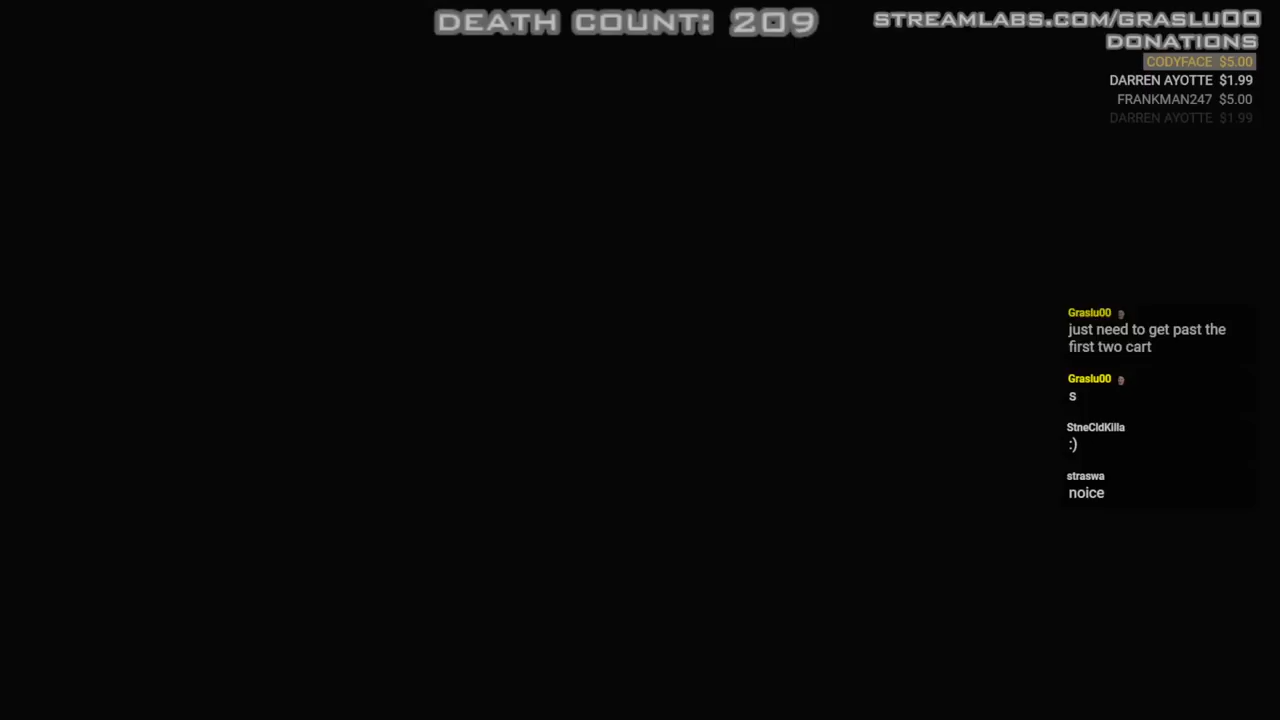 DEATH COUNT: 209
STREAMLABS.COM/GRASLU00
DONATIONS
CODYFACE $5.00
DARREN AYOTTE $1.99
FRANKMAN247 $5.00
DARREN AYOTTE $1.99
Graslu00
just need to get past the
first two cart
Graslu00
s
StneCldKilla
:)
straswa
noice